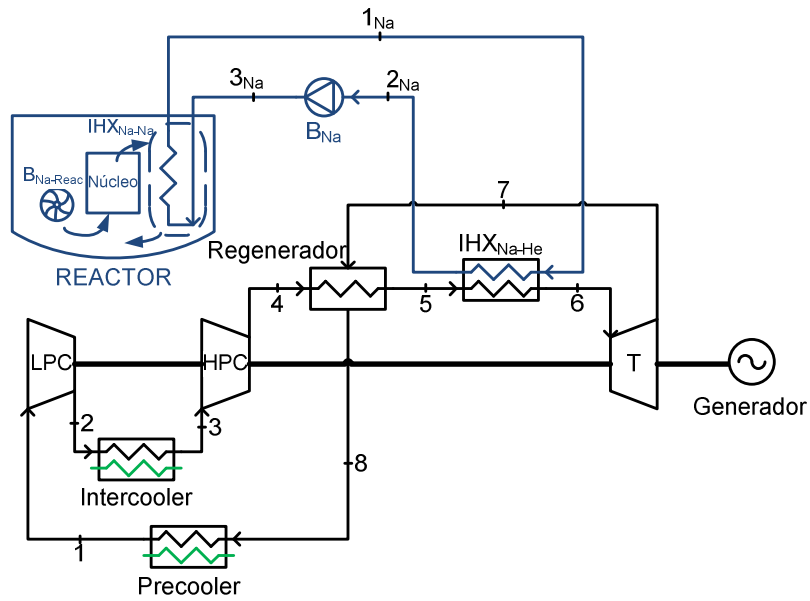 1Na
3Na
2Na
BNa
IHXNa-Na
BNa-Reac
Núcleo
REACTOR
7
Regenerador
IHXNa-He
4
5
6
LPC
HPC
T
Generador
2
3
8
Intercooler
1
Precooler